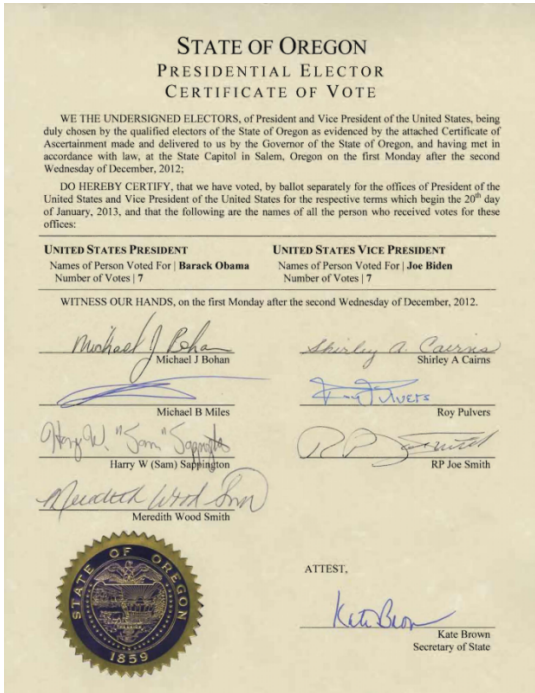 STATE OF OREGON
PRESIDENTIAL ELECTOR
CERTIFICATE OF VOTE
WE THE UNDERSIGNED ELECTORS, of President and Vice President of the United States, being
duly chosen by the qualified electors of the State of Oregon as evidenced by the attached Certificate of
Ascertainment made and delivered to us by the Governor of the State of Oregon, and having met in
accordance with law, at the State Capitol in Salem, Oregon on the first Monday after the second
Wednesday of December, 2012;
DO HEREBY CERTIFY, that we have voted, by ballot separately for the offices of President of the
United States and Vice President of the United States for the respective terms which begin the 20th day
of January, 2013, and that the following are the names of all the person who received votes for these
offices:
UNITED STATES PRESIDENT UNITED STATES VICE PRESIDENT
Names of Person Voted For | Barack Obama Names of Person Voted For | Joe Biden
Number of Votes | 7 Number of Votes | 7
WITNESS OUR HANDS, on the first Monday after the second Wednesday of December, 2012.
Michael J Bohan Shirley A Cairns
Michael J Bohan Shirley A Cairns
Roy Pulvers
Michael B Miles Roy Pulvers
Harry W. "Sam" Sappington RP Joe Smith
Harry W (Sam) Sappington RP Joe Smith
Meredith Wood Smith
Meredith Wood Smith
STATE OF OREGON
1859
ATTEST,
Kate Brown
Kate Brown
Secretary of State